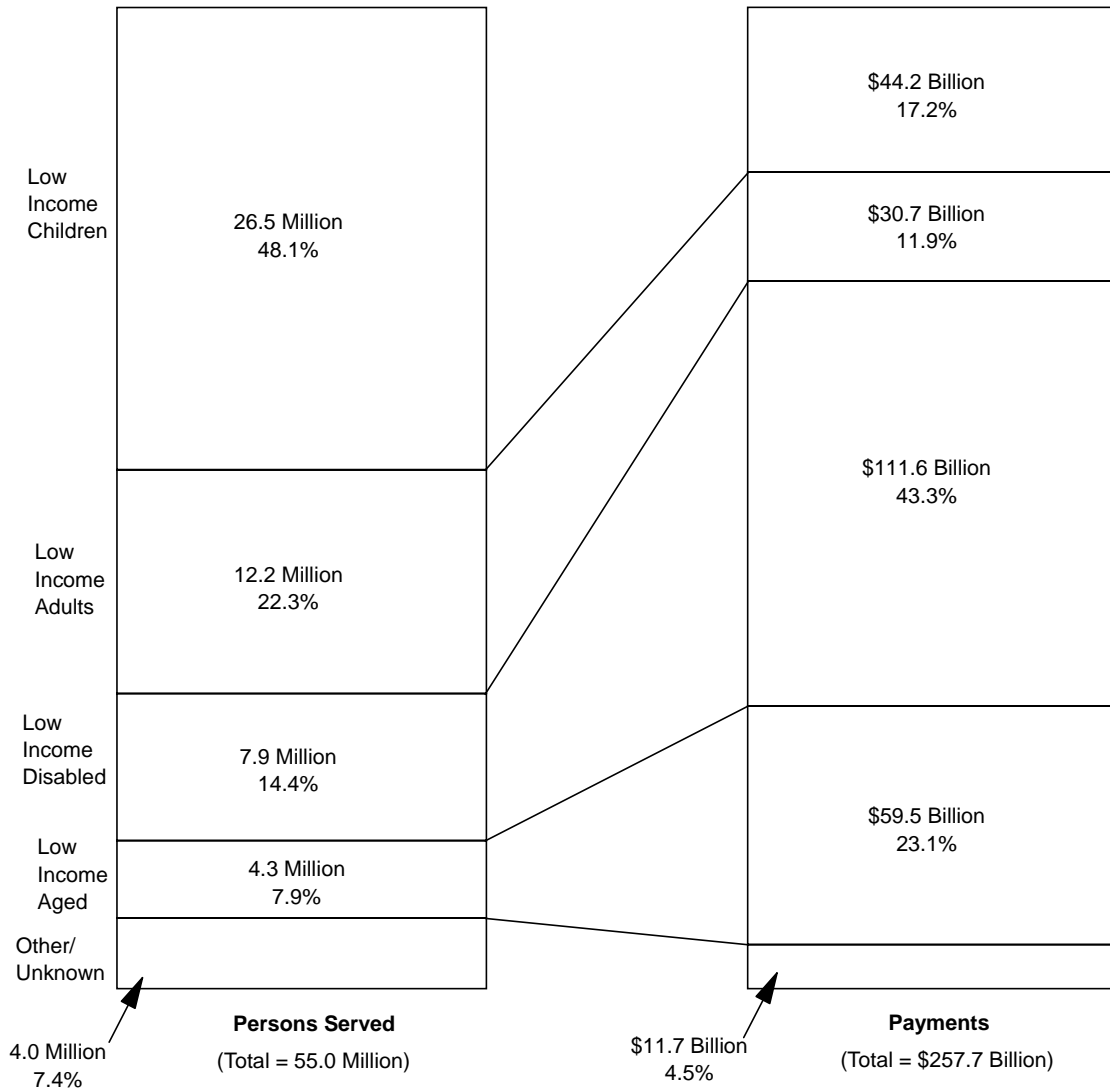 Low
Income
Children
26.5 Million
48.1%
Low
Income
Adults
12.2 Million
22.3%
Low
Income
Disabled
7.9 Million
14.4%
Low
Income
Aged
4.3 Million
7.9%
Other/
Unknown
4.0 Million
7.4%
Persons Served
(Total = 55.0 Million)
$44.2 Billion
17.2%
$30.7 Billion
11.9%
$111.6 Billion
43.3%
$59.5 Billion
23.1%
$11.7 Billion
4.5%
Payments
(Total = $257.7 Billion)